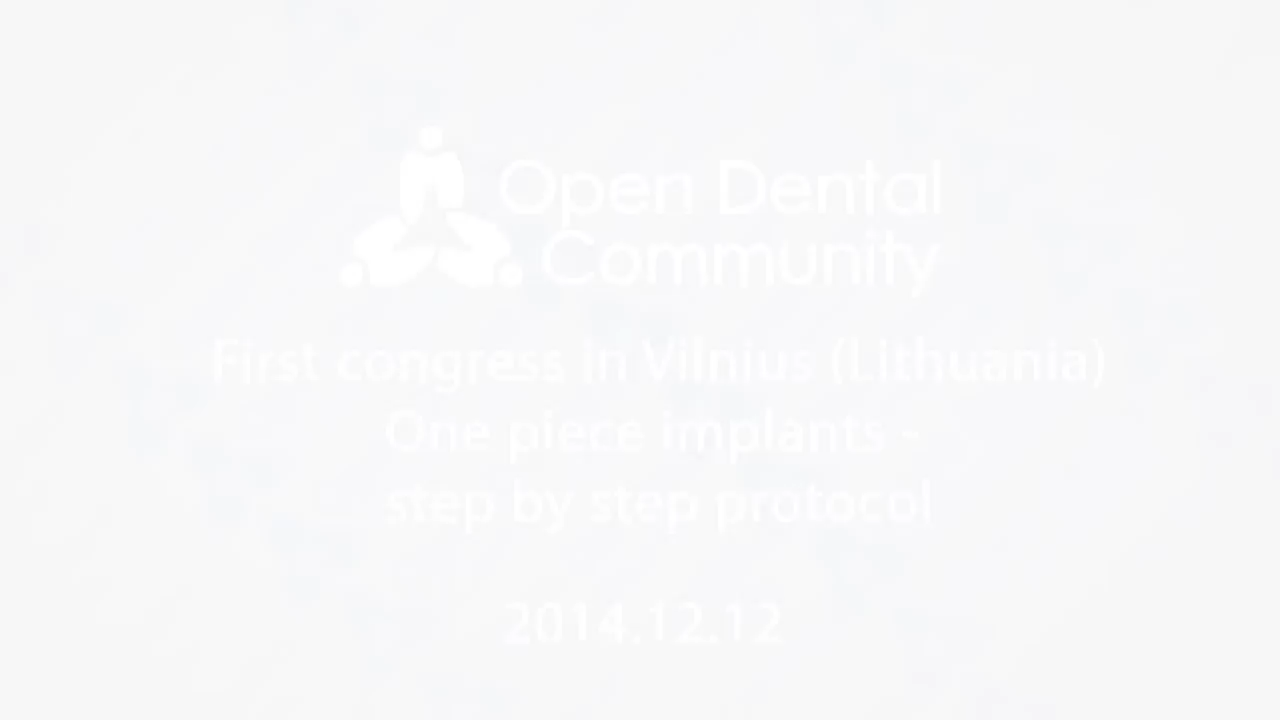 Open Dental
Community
First congress in Vilnius (Lithuania)
One piece implants -
step by step protocol
2014.12.12